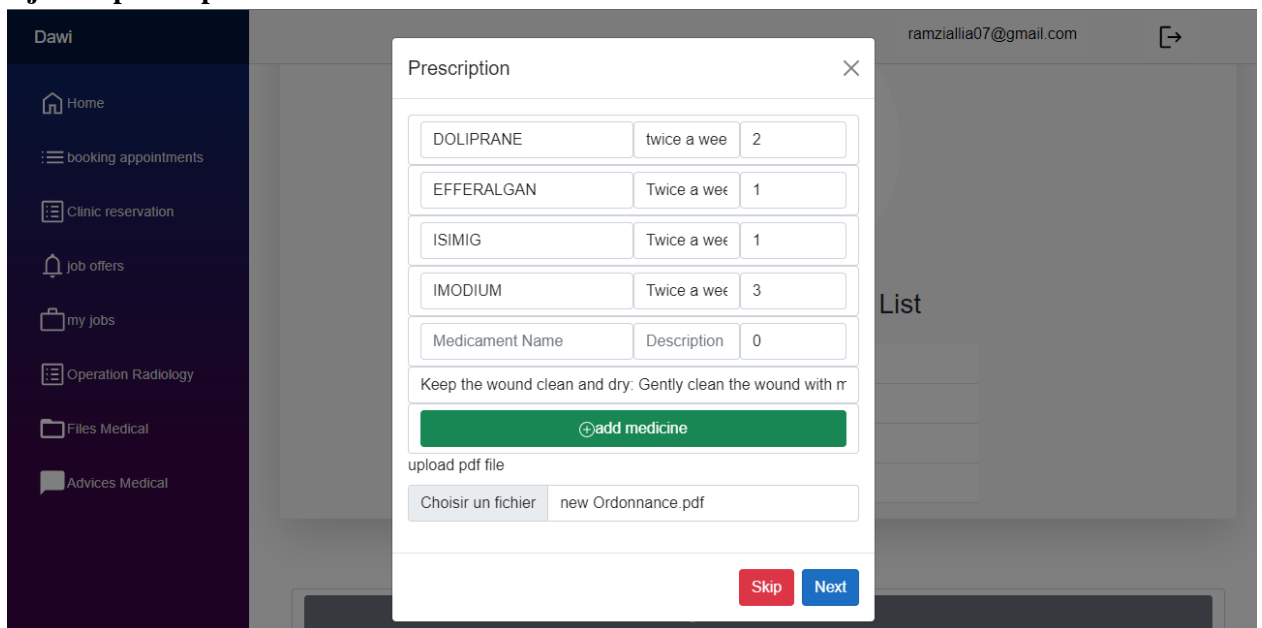 Dawi
ramziallia07@gmail.com
Prescription
Home
booking appointments
Clinic reservation
job offers
my jobs
Operation Radiology
Files Medical
Advices Medical
DOLIPRANE twice a wee 2
EFFERALGAN Twice a wee 1
ISIMIG Twice a wee 1
IMODIUM Twice a wee 3
Medicament Name Description 0
Keep the wound clean and dry: Gently clean the wound with
add medicine
upload pdf file
Choisir un fichier new Ordonnance.pdf
Skip Next
List